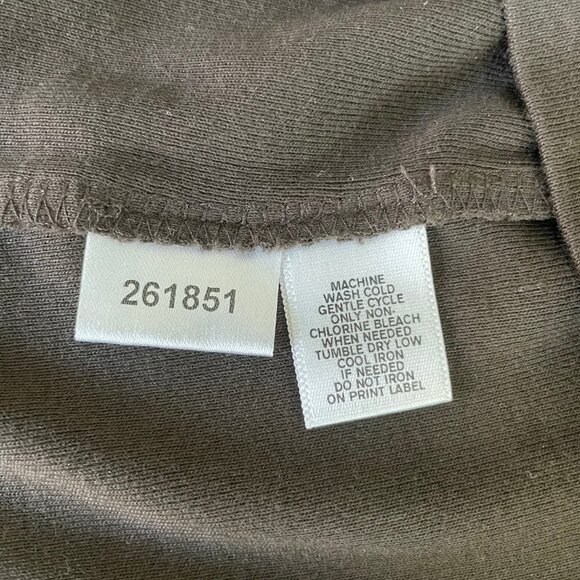 261851
MACHINE
WASH COLD
GENTLE CYCLE
ONLY NON-
CHLORINE BLEACH
WHEN NEEDED
TUMBLE DRY LOW
COOL IRON
IF NEEDED
DO NOT IRON
ON PRINT LABEL